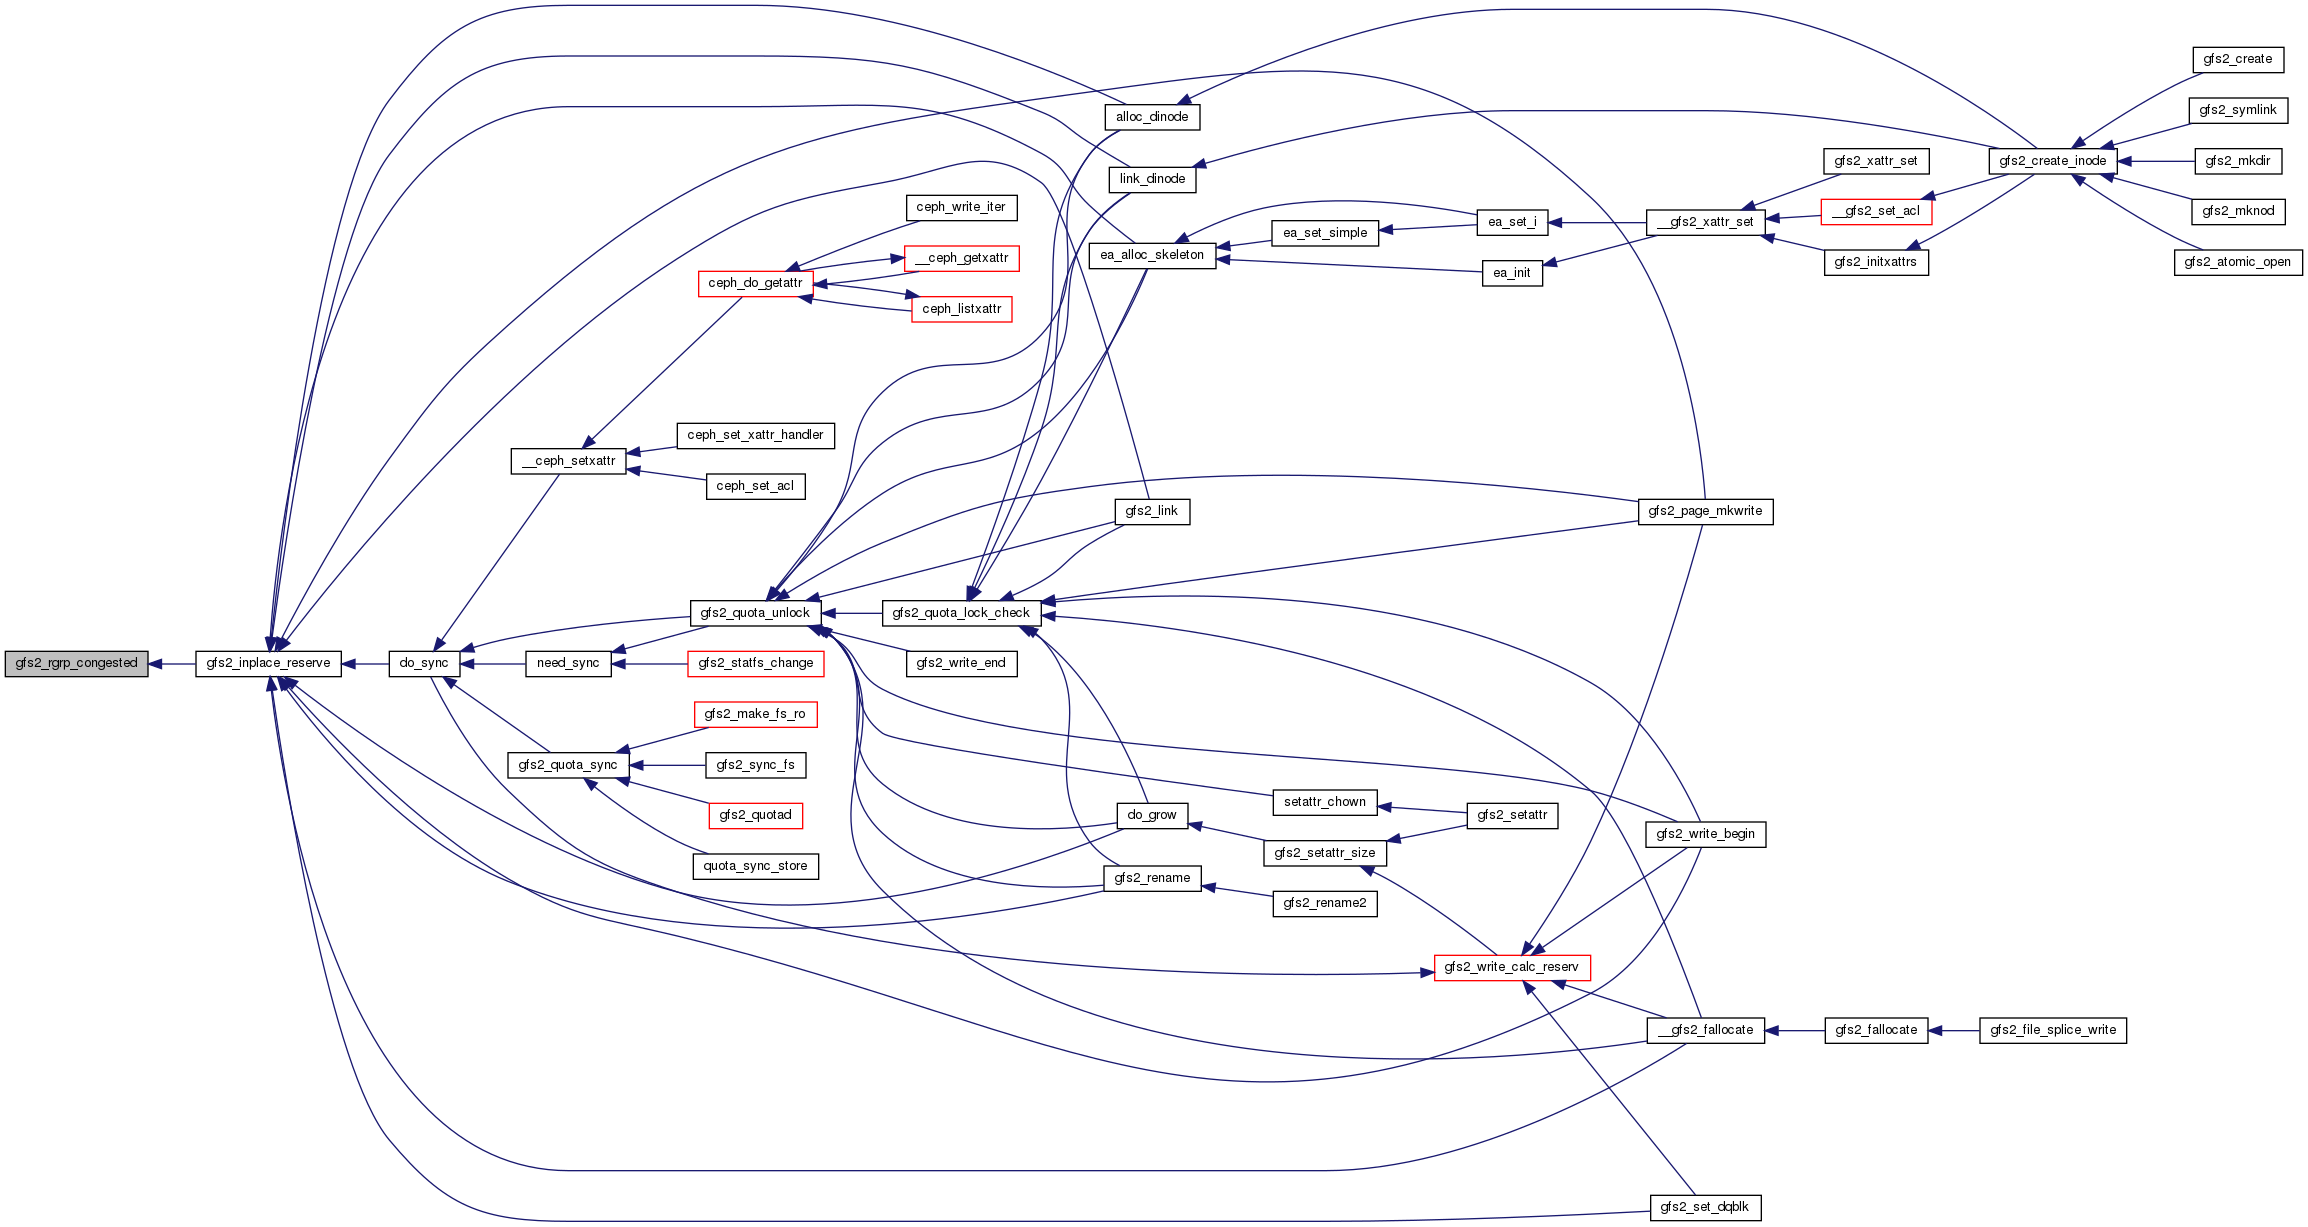 gfs2_create
gfs2_symlink
alloc_dinode
gfs2_create_inode
gfs2_mkdir
gfs2_xattr_set
link_dinode
ceph_write_iter
__gfs2_set_acl
gfs2_mknod
ea_set_i
__gfs2_xattr_set
ea_set_simple
ea_alloc_skeleton
__ceph_getxattr
gfs2_initxattrs
gfs2_atomic_open
ea_init
ceph_do_getattr
ceph_listxattr
ceph_set_xattr_handler
__ceph_setxattr
ceph_set_acl
gfs2_link
gfs2_page_mkwrite
gfs2_quota_unlock
gfs2_quota_lock_check
gfs2_rgrp_congested
gfs2_inplace_reserve
do_sync
need_sync
gfs2_statfs_change
gfs2_write_end
gfs2_make_fs_ro
gfs2_quota_sync
gfs2_sync_fs
setattr_chown
gfs2_quotad
do_grow
gfs2_setattr
gfs2_write_begin
gfs2_setattr_size
quota_sync_store
gfs2_rename
gfs2_rename2
gfs2_write_calc_reserv
__gfs2_fallocate
gfs2_fallocate
gfs2_file_splice_write
gfs2_set_dqblk